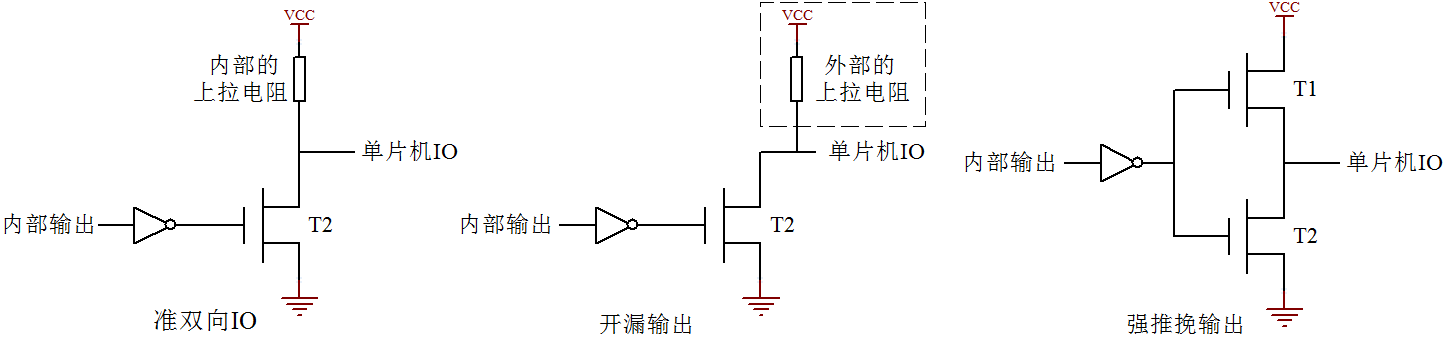 VCC
内部的
上拉电阻
单片机IO
内部输出
T2
准双向IO
VCC
外部的
上拉电阻
单片机IO
内部输出
T2
开漏输出
VCC
T1
内部输出
单片机IO
T2
强推挽输出